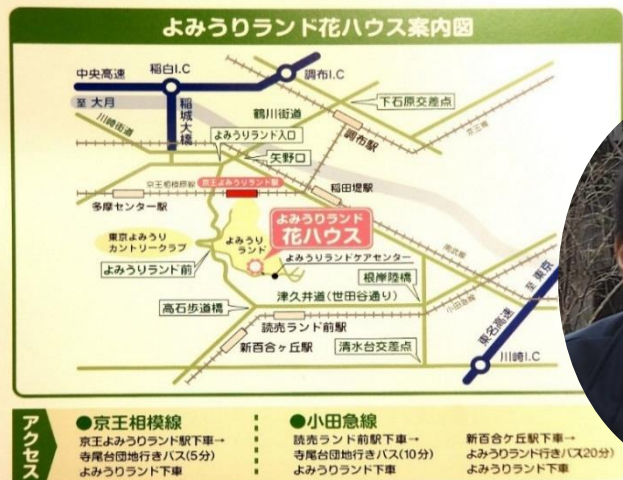 よみうりランド花ハウス案内図
中央高速
稲白I.C
調布I.C
至 大月
稲城大橋
鶴川街道
下石原交差点
川崎街道
よみうりランド入口
調布駅
京王線
矢野口
京王相模原線
京王よみうりランド駅
稲田堤駅
多摩センター駅
よみうりランド
花ハウス
東京よみうり
カントリークラブ
よみうり
ランド
南武線
よみうりランド前
よみうりランドケアセンター
根岸陸橋
至 東京
高石歩道橋
津久井道(世田谷通り)
小田急線
東名高速
読売ランド前駅
新百合ヶ丘駅
清水台交差点
川崎I.C
アクセス
●京王相模線
京王よみうりランド駅下車→
寺尾台団地行きバス(5分)
よみうりランド下車
●小田急線
読売ランド前駅下車→
寺尾台団地行きバス(10分)
よみうりランド下車
新百合ケ丘駅下車→
よみうりランド行きバス20分)
よみうりランド下車